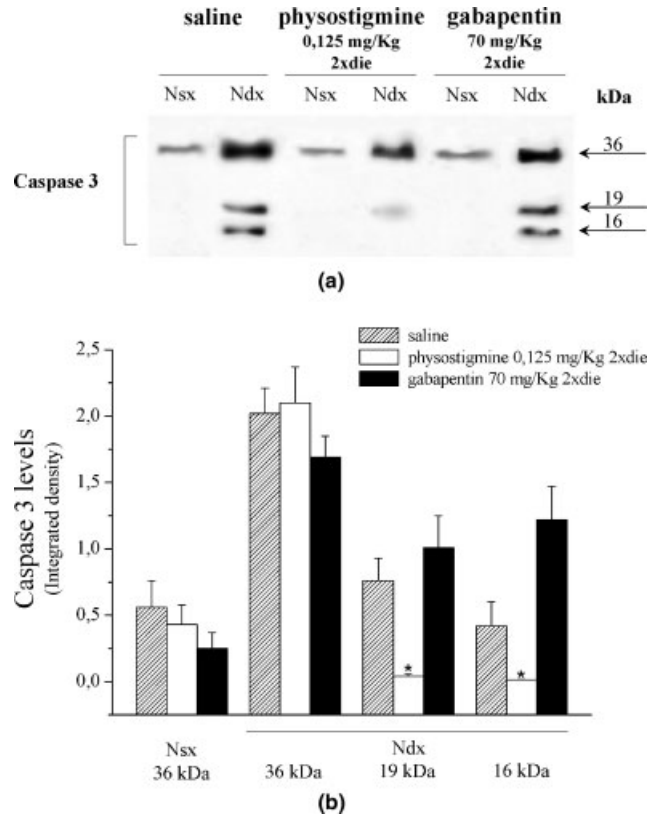 saline physostigmine gabapentin
0,125 mg/Kg 70 mg/Kg
2xdie 2xdie
Nsx Ndx Nsx Ndx Nsx Ndx kDa
36
Caspase 3
19
16
(a)
2,5
saline
physostigmine 0,125 mg/Kg 2xdie
gabapentin 70 mg/Kg 2xdie
2,0
1,5
1,0
0,5
0,0
Caspase 3 levels
(Integrated density)
* *
Nsx Ndx
36 kDa 36 kDa 19 kDa 16 kDa
(b)